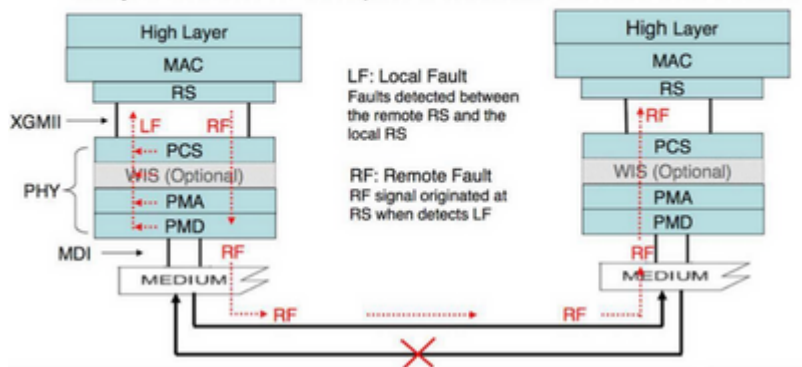 High Layer
MAC
RS
XGMII
LF
RF
PCS
WIS (Optional)
PHY
PMA
PMD
MDI
RF
MEDIUM
RF
LF: Local Fault
Faults detected between
the remote RS and the
local RS
RF: Remote Fault
RF signal originated at
RS when detects LF
High Layer
MAC
RS
RF
PCS
WIS (Optional)
PMA
PMD
RF
MEDIUM
RF